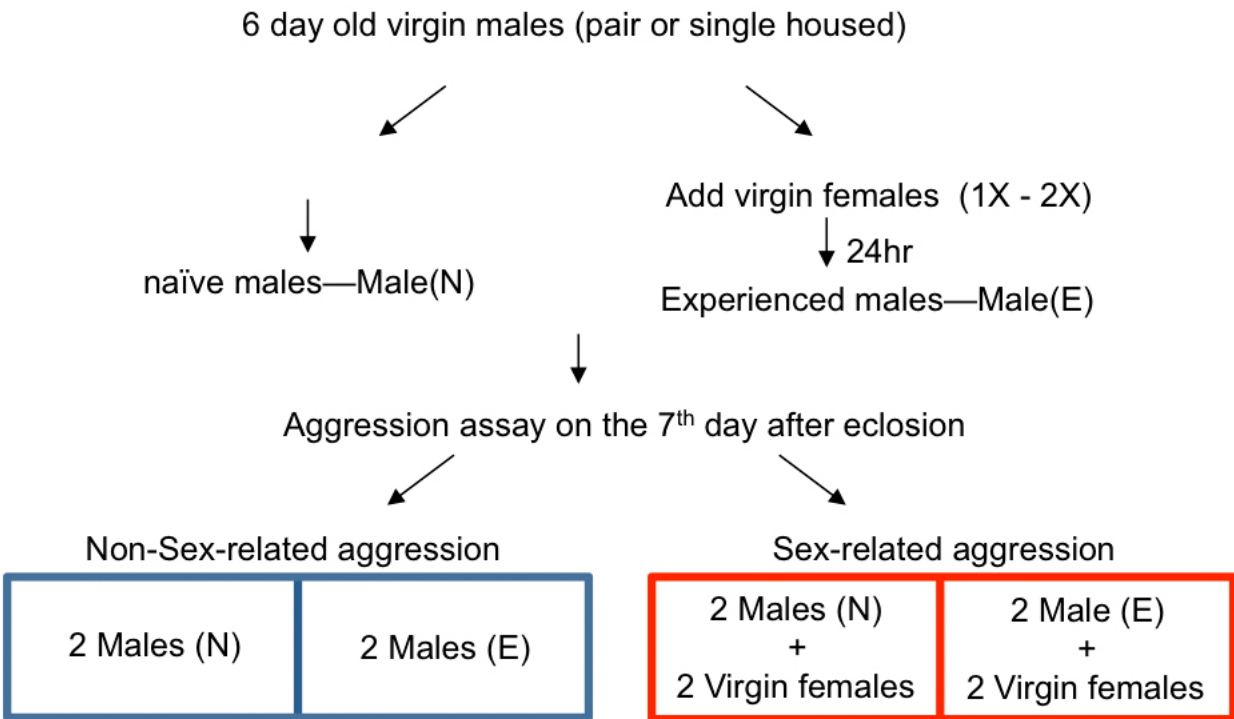 6 day old virgin males (pair or single housed)
Add virgin females (1X - 2X)
24hr
naïve males—Male(N)
Experienced males—Male(E)
Aggression assay on the 7th day after eclosion
Non-Sex-related aggression
Sex-related aggression
2 Males (N)
2 Males (E)
2 Males (N)
+
2 Virgin females
2 Male (E)
+
2 Virgin females